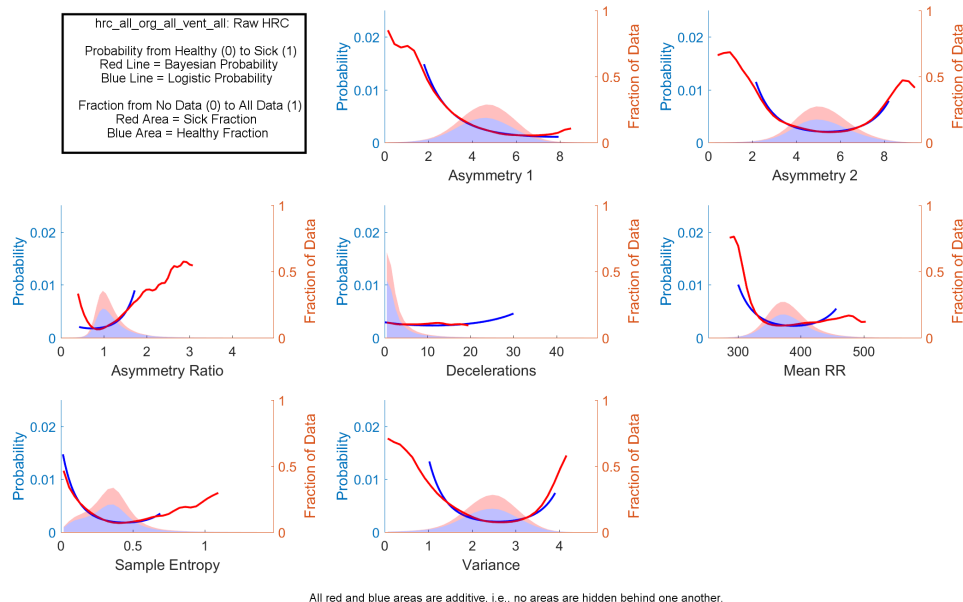 hrc_all_org_all_vent_all: Raw HRC
Probability from Healthy (0) to Sick (1)
Red Line = Bayesian Probability
Blue Line = Logistic Probability
Fraction from No Data (0) to All Data (1)
Red Area = Sick Fraction
Blue Area = Healthy Fraction
Probability
0.02
0.01
0
0 2 4 6 8
Asymmetry 1
1
0.5
0
Fraction of Data
Probability
0.02
0.01
0
0 2 4 6 8
Asymmetry 2
1
0.5
0
Fraction of Data
Probability
0.02
0.01
0
0 1 2 3 4
Asymmetry Ratio
1
0.5
0
Fraction of Data
Probability
0.02
0.01
0
0 10 20 30 40
Decelerations
1
0.5
0
Fraction of Data
Probability
0.02
0.01
0
300 400 500
Mean RR
1
0.5
0
Fraction of Data
Probability
0.02
0.01
0
0 0.5 1
Sample Entropy
1
0.5
0
Fraction of Data
Probability
0.02
0.01
0
0 1 2 3 4
Variance
1
0.5
0
Fraction of Data
All red and blue areas are additive, i.e., no areas are hidden behind one another.